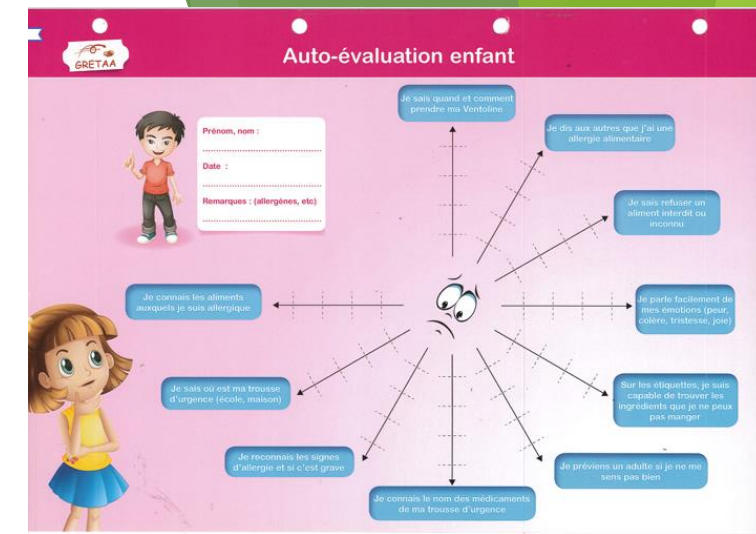 GRETAA
Auto-évaluation enfant
Prénom, nom :
Date :
Remarques : (allergènes, etc)
Je sais quand et comment
prendre ma Ventoline
Je dis aux autres que j'ai une
allergie alimentaire
Je sais refuser un
aliment interdit ou
inconnu
Je parle facilement de
mes émotions (peur,
colère, tristesse, joie)
Sur les étiquettes, je suis
capable de trouver les
ingrédients que je ne peux
pas manger
Je préviens un adulte si je ne me
sens pas bien
Je connais le nom des médicaments
de ma trousse d'urgence
Je reconnais les signes
d'allergie et si c'est grave
Je sais où est ma trousse
d'urgence (école, maison)
Je connais les aliments
auxquels je suis allergique